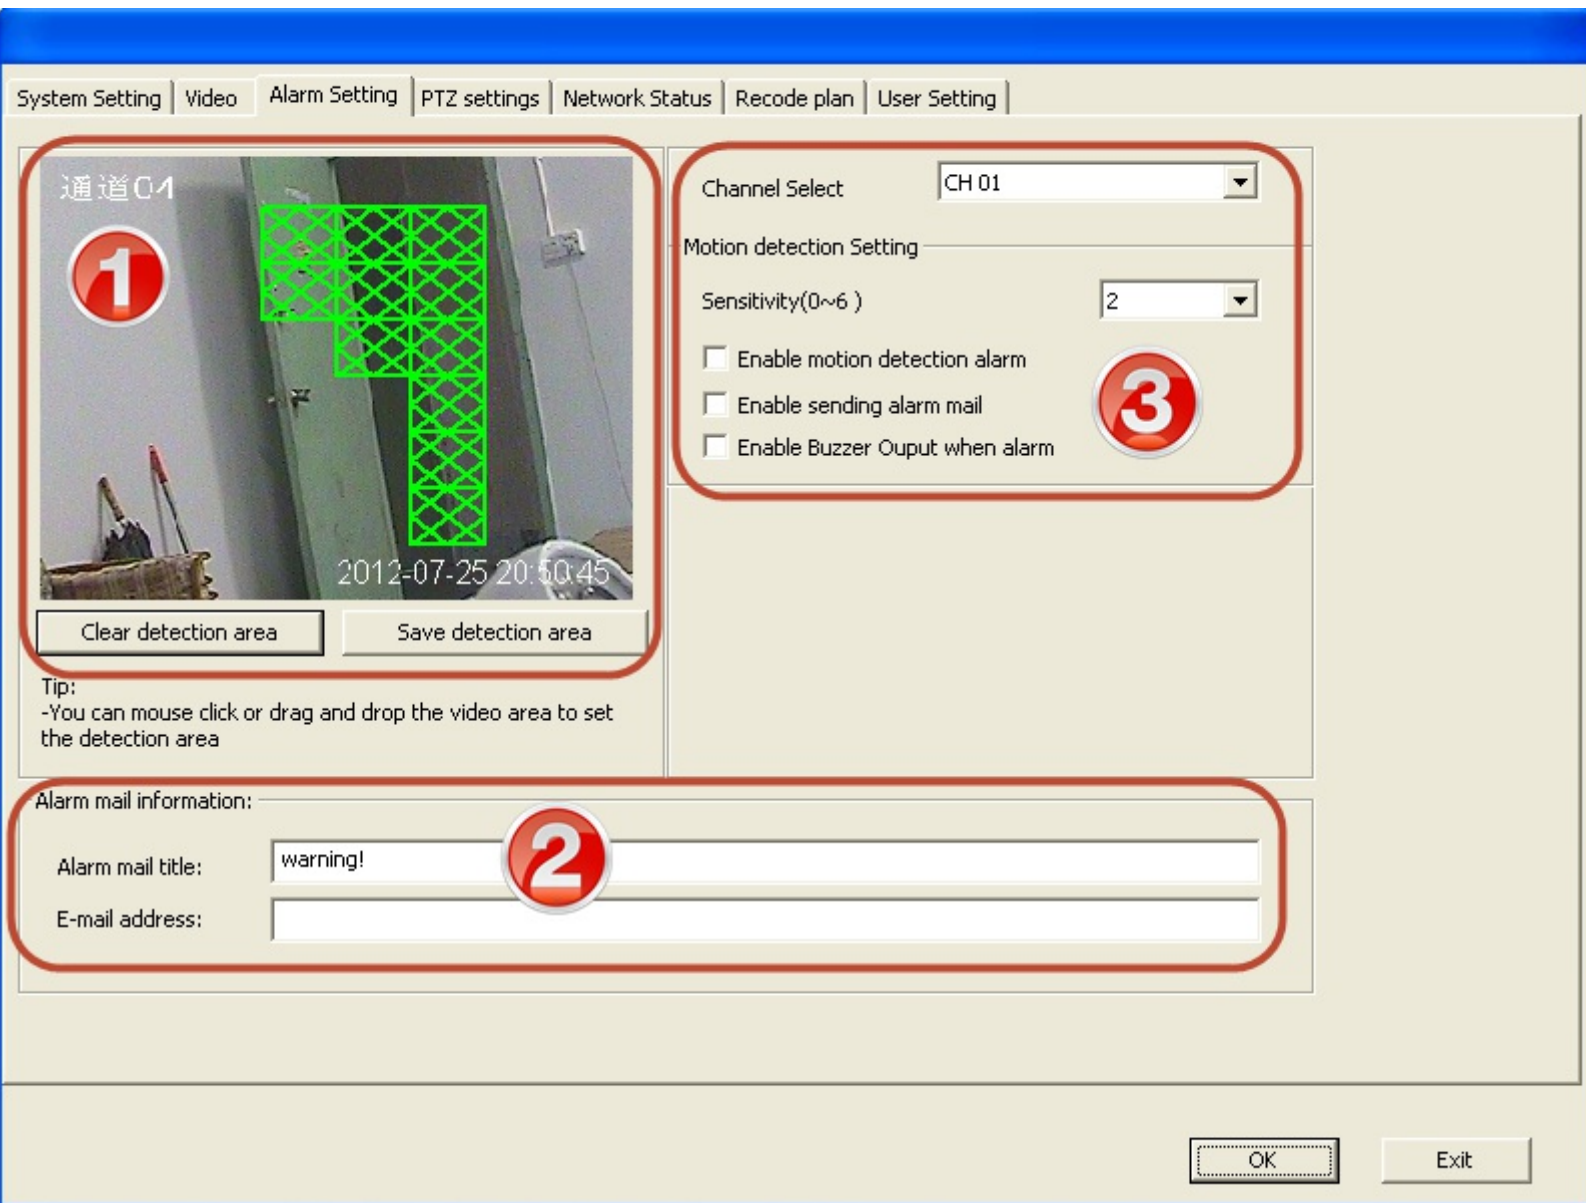 System Setting Video Alarm Setting PTZ settings Network Status Recode plan User Setting
通道04
1
2012-07-25 20:50:45
Clear detection area Save detection area
Tip:
-You can mouse click or drag and drop the video area to set
the detection area
Channel Select CH 01
Motion detection Setting
Sensitivity(0~6 ) 2
Enable motion detection alarm
Enable sending alarm mail
Enable Buzzer Ouput when alarm
3
Alarm mail information:
Alarm mail title: warning!
2
E-mail address:
OK Exit